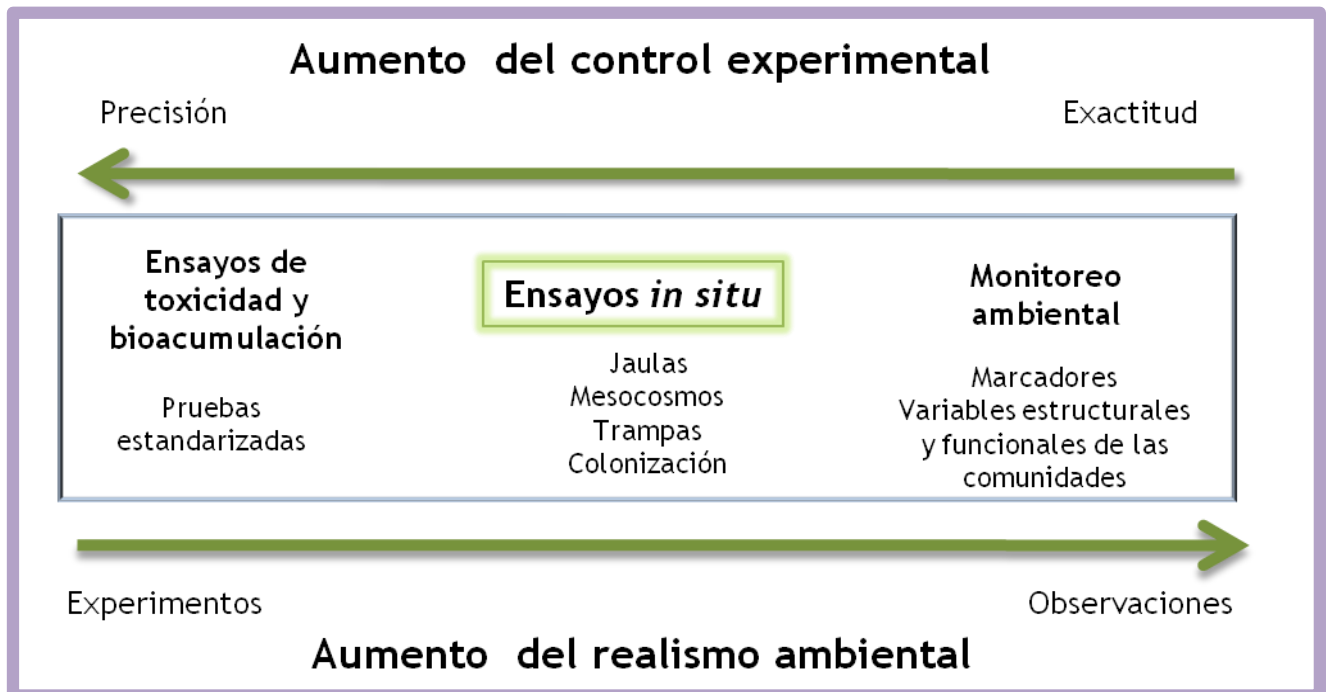 Aumento del control experimental
Precisión
Exactitud
Ensayos de
toxicidad y
bioacumulación
Pruebas
estandarizadas
Ensayos in situ
Jaulas
Mesocosmos
Trampas
Colonización
Monitoreo
ambiental
Marcadores
Variables estructurales
y funcionales de las
comunidades
Experimentos
Observaciones
Aumento del realismo ambiental